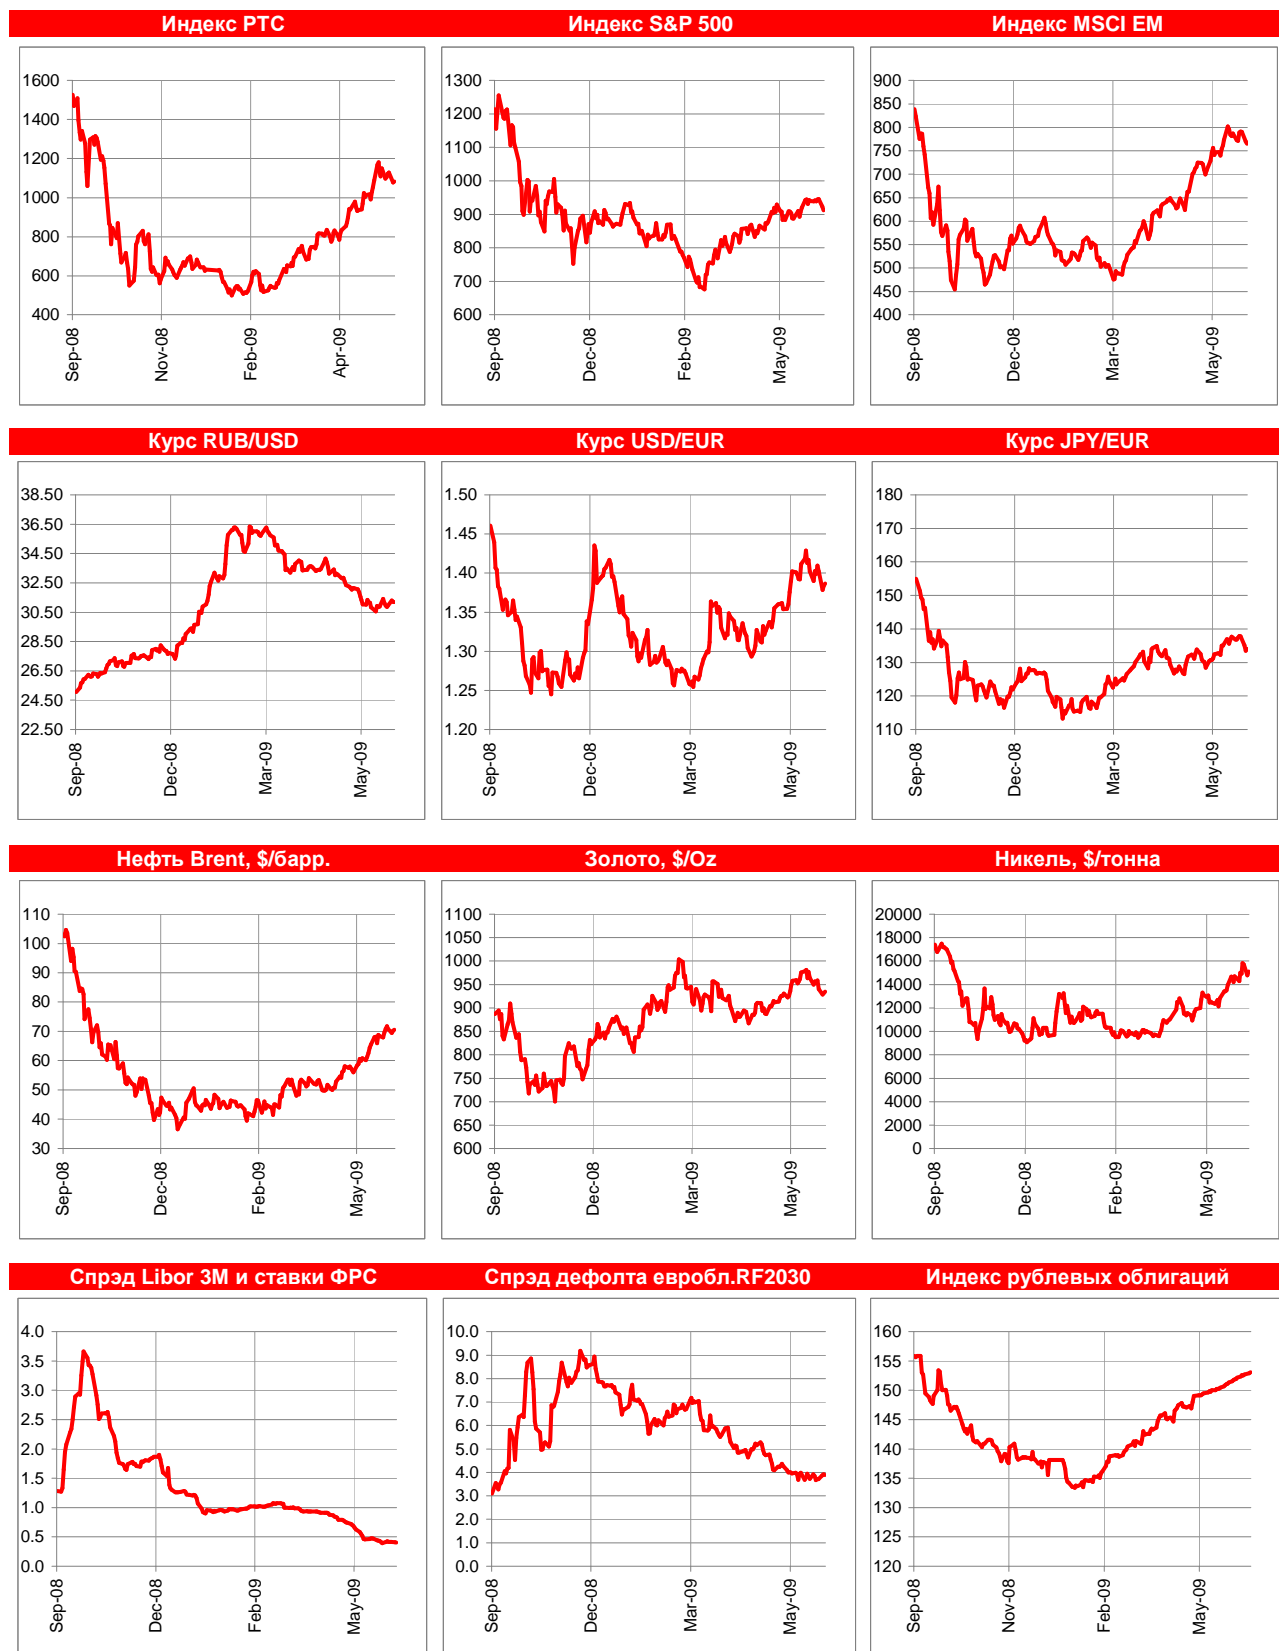 Индекс РТС
1600
1400
1200
1000
800
600
400
Sep-08
Nov-08
Feb-09
Apr-09
Индекс S&P 500
1300
1200
1100
1000
900
800
700
600
Sep-08
Dec-08
Feb-09
May-09
Индекс MSCI EM
900
850
800
750
700
650
600
550
500
450
400
Sep-08
Dec-08
Mar-09
May-09
Курс RUB/USD
38.50
36.50
34.50
32.50
30.50
28.50
26.50
24.50
22.50
Sep-08
Dec-08
Mar-09
May-09
Курс USD/EUR
1.50
1.45
1.40
1.35
1.30
1.25
1.20
Sep-08
Dec-08
Mar-09
May-09
Курс JPY/EUR
180
170
160
150
140
130
120
110
Sep-08
Dec-08
Mar-09
May-09
Нефть Brent, $/барр.
110
100
90
80
70
60
50
40
30
Sep-08
Dec-08
Feb-09
May-09
Золото, $/Oz
1100
1050
1000
950
900
850
800
750
700
650
600
Sep-08
Dec-08
Mar-09
May-09
Никель, $/тонна
20000
18000
16000
14000
12000
10000
8000
6000
4000
2000
0
Sep-08
Dec-08
Feb-09
May-09
Спрэд Libor 3M и ставки ФРС
4.0
3.5
3.0
2.5
2.0
1.5
1.0
0.5
0.0
Sep-08
Dec-08
Feb-09
May-09
Спрэд дефолта евробл.RF2030
10.0
9.0
8.0
7.0
6.0
5.0
4.0
3.0
2.0
1.0
0.0
Sep-08
Dec-08
Mar-09
May-09
Индекс рублевых облигаций
160
155
150
145
140
135
130
125
120
Sep-08
Nov-08
Feb-09
May-09